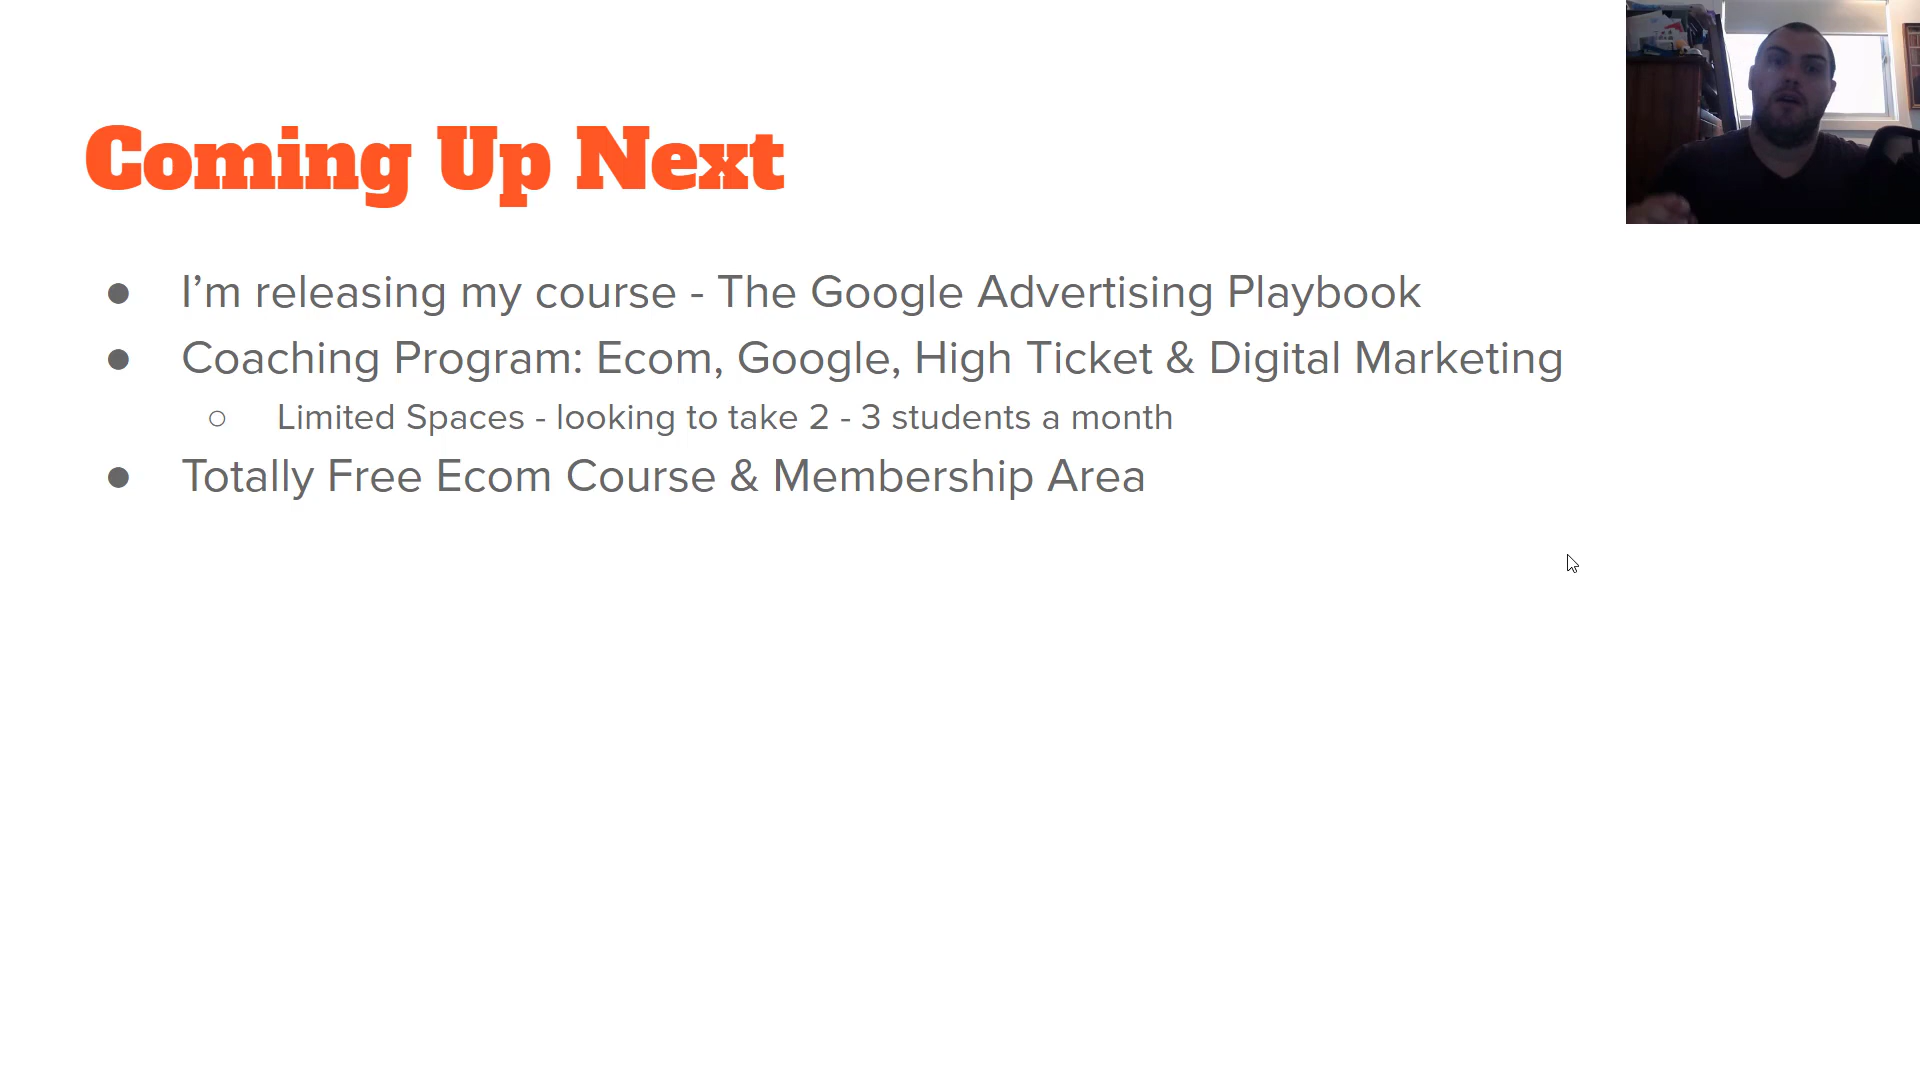 Coming Up Next
● I’m releasing my course - The Google Advertising Playbook
● Coaching Program: Ecom, Google, High Ticket & Digital Marketing
○ Limited Spaces - looking to take 2 - 3 students a month
● Totally Free Ecom Course & Membership Area